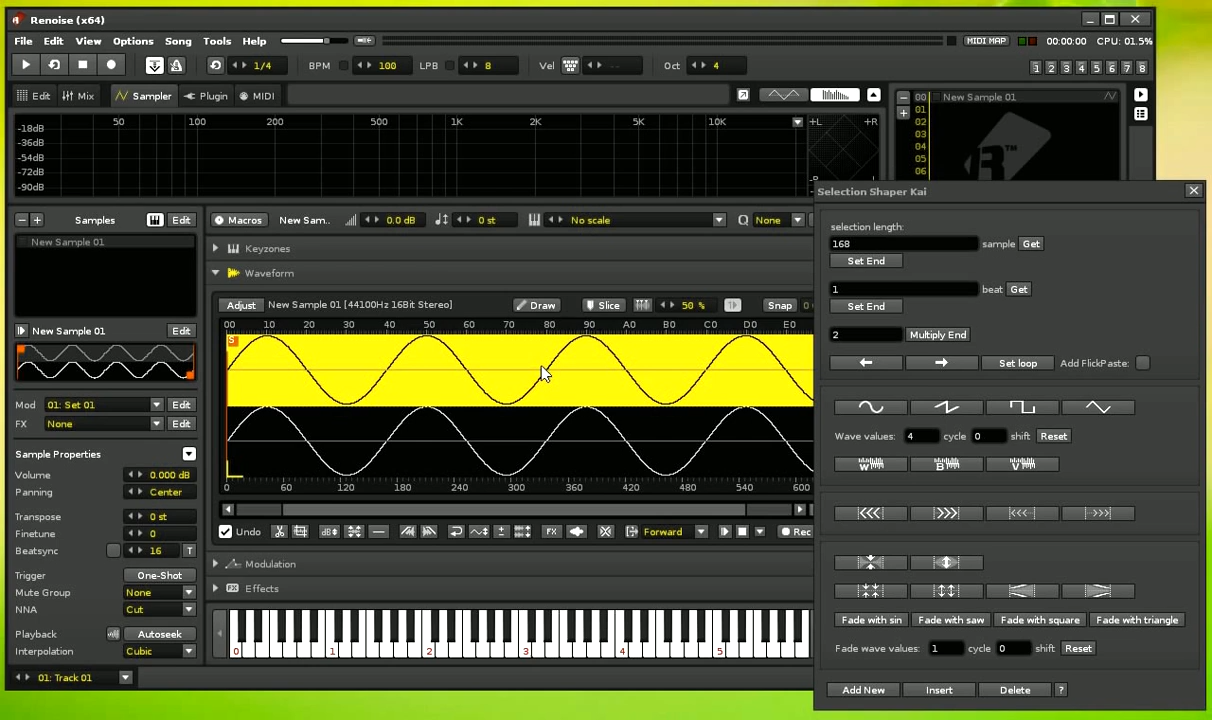 Renoise (x64)
File Edit View Options Song Tools Help MIDI MAP 00:00:00 CPU: 01.5%
1/4 BPM 100 LPB 8 Vel -- Oct 4 1 2 3 4 5 6 7 8
Edit Mix Sampler Plugin MIDI 00 New Sample 01
01
02
03
04
05
06
50 100 200 500 1K 2K 5K 10K +L +R
-18dB
-36dB
-54dB
-72dB
-90dB
Selection Shaper Kai
Samples Edit Macros New Sam.. 0.0 dB 0 st No scale Q None
New Sample 01
Keyzones
Waveform
Adjust New Sample 01 [44100Hz 16Bit Stereo] Draw Slice 50 % Snap 0
00 10 20 30 40 50 60 70 80 90 A0 B0 C0 D0 E0
S
0 60 120 180 240 300 360 420 480 540 600
New Sample 01 Edit
Mod 01: Set 01 Edit
FX None Edit
Sample Properties
Volume 0.000 dB
Panning Center
Transpose 0 st
Finetune 0
Beatsync 16 T
Trigger One-Shot
Mute Group None
NNA Cut
Playback Autoseek
Interpolation Cubic
Undo dB FX Forward Rec
Modulation
FX Effects
0 1 2 3 4 5
01: Track 01
selection length:
168 sample Get
Set End
1 beat Get
Set End
2 Multiply End
Set loop Add FlickPaste:
Wave values: 4 cycle 0 shift Reset
W B V
Fade with sin Fade with saw Fade with square Fade with triangle
Fade wave values: 1 cycle 0 shift Reset
Add New Insert Delete ?